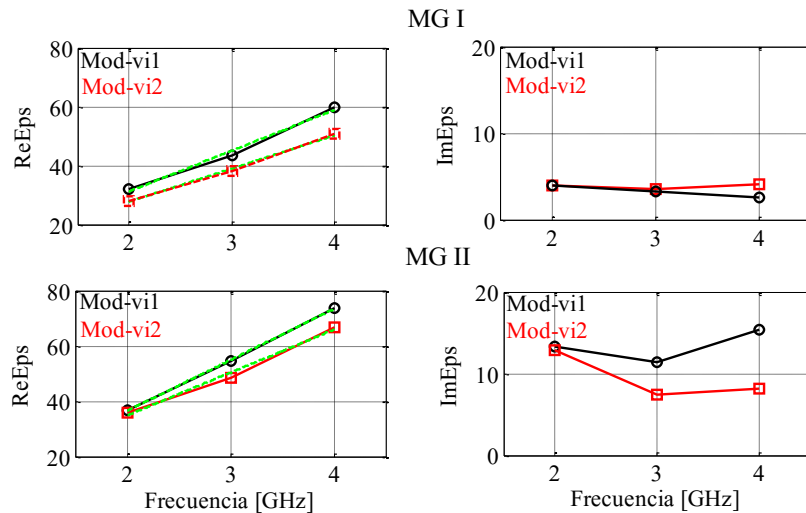 MG I
80
60
40
20
ReEps
Mod-vi1
Mod-vi2
2 3 4
20
10
0
ImEps
Mod-vi1
Mod-vi2
2 3 4
MG II
80
60
40
20
ReEps
Mod-vi1
Mod-vi2
2 3 4
Frecuencia [GHz]
20
10
0
ImEps
Mod-vi1
Mod-vi2
2 3 4
Frecuencia [GHz]